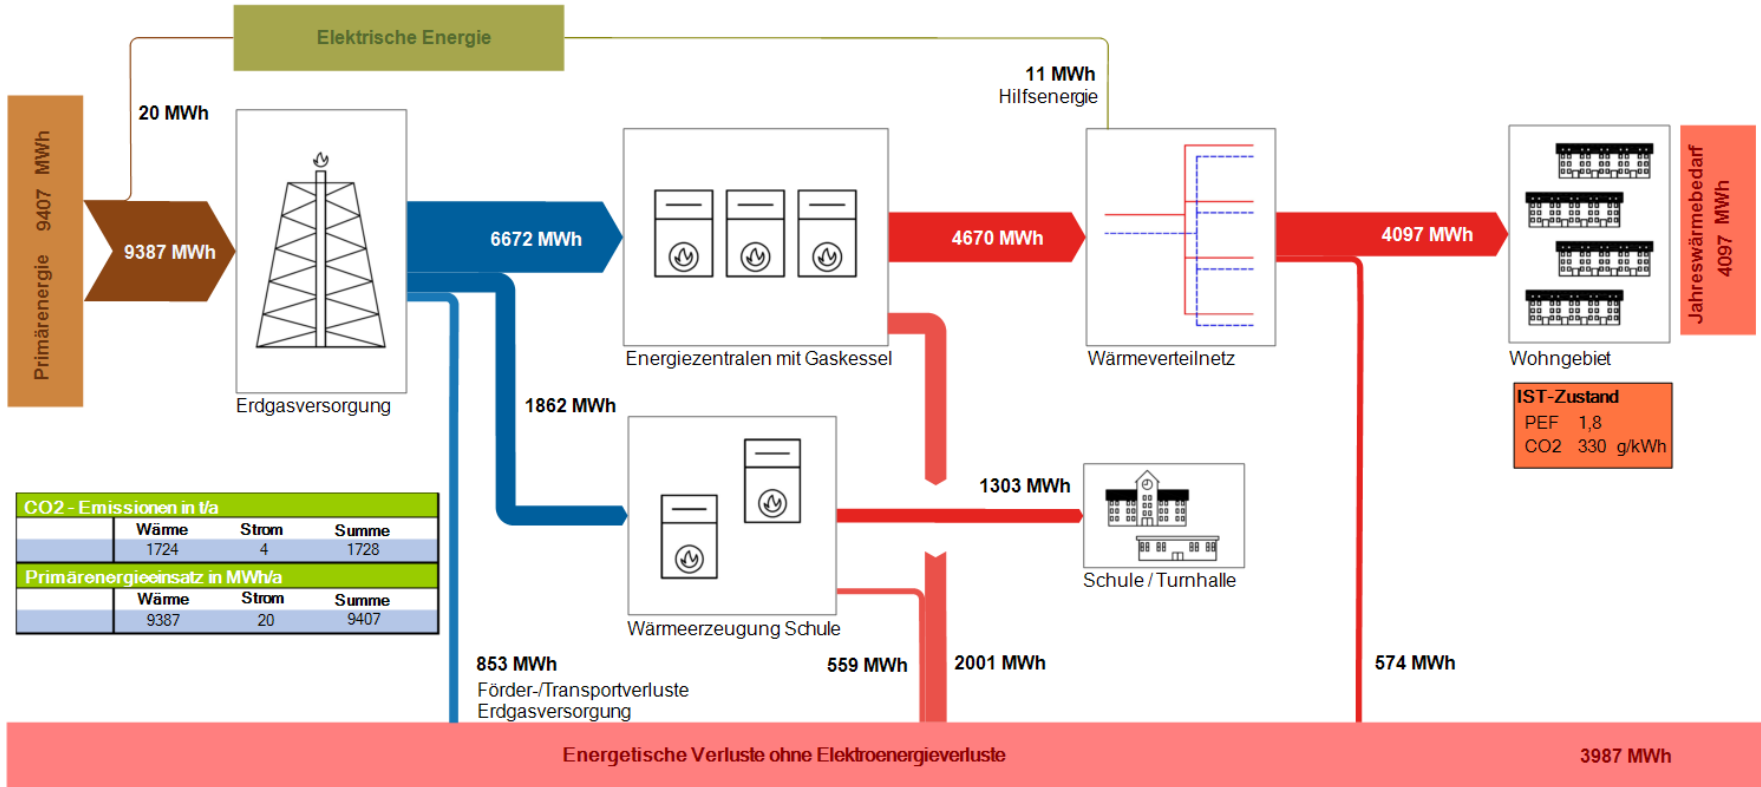 Elektrische Energie
11 MWh
Hilfsenergie
20 MWh
Primärenergie 9407 MWh
9387 MWh
6672 MWh
4670 MWh
4097 MWh
Jahreswärmebedarf
4097 MWh
Erdgasversorgung
Energiezentralen mit Gaskessel
Wärmeverteilnetz
Wohngebiet
IST-Zustand
PEF 1,8
CO2 330 g/kWh
1862 MWh
1303 MWh
Wärmeerzeugung Schule
Schule / Turnhalle
CO2 - Emissionen in t/a
Wärme Strom Summe
1724 4 1728
Primärenergieeinsatz in MWh/a
Wärme Strom Summe
9387 20 9407
853 MWh
Förder-/Transportverluste
Erdgasversorgung
559 MWh
2001 MWh
574 MWh
Energetische Verluste ohne Elektroenergieverluste
3987 MWh